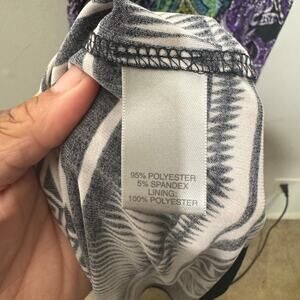 95% POLYESTER
5% SPANDEX
LINING:
100% POLYESTER